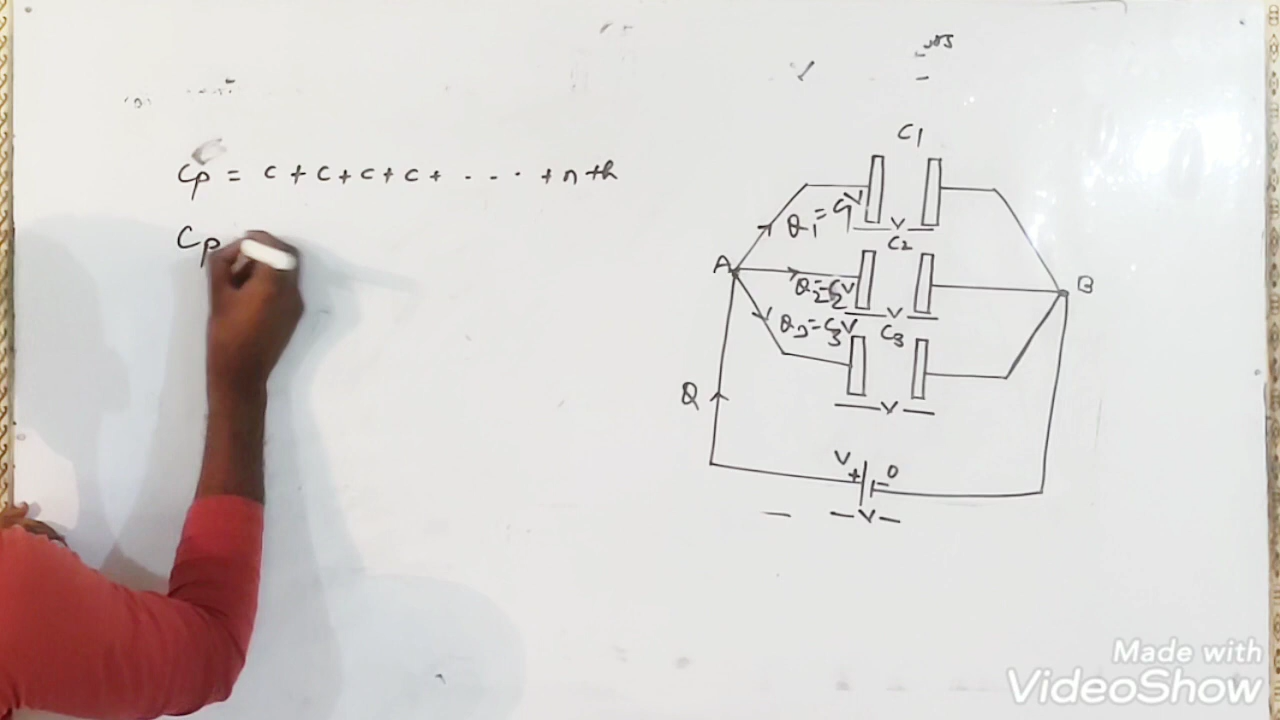 Cp = C + C + C + C + . . . . + nth
Cp
C1
Q1 = C1V
V
C2
A
Q2 = C2V
B
V
Q3 = C3V
C3
V
Q
V
+
-
0
- V -
Made with
VideoShow